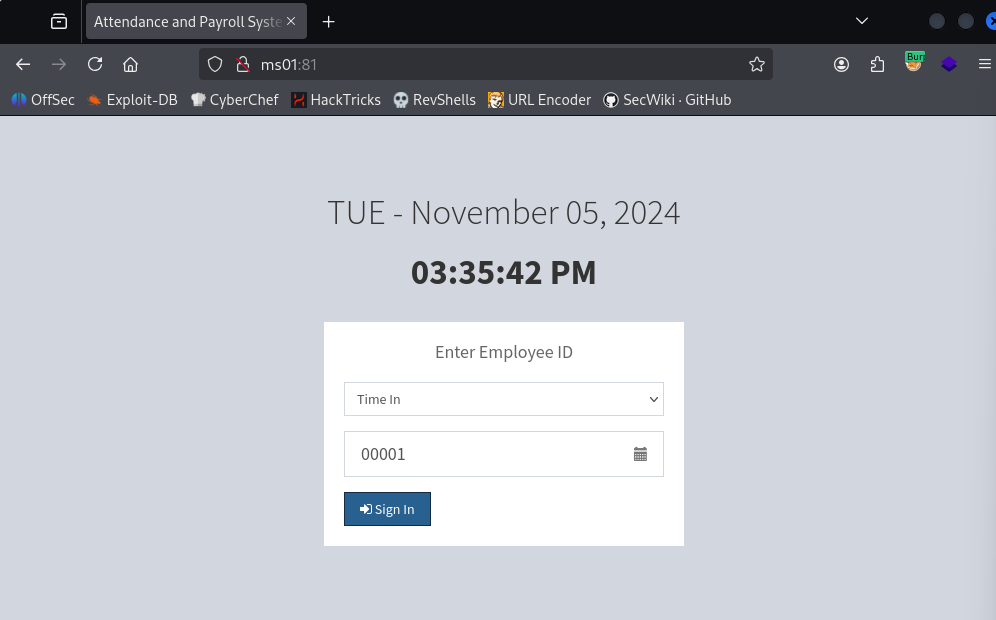 Attendance and Payroll Syste
ms01:81
Burp
OffSec Exploit-DB CyberChef HackTricks RevShells URL Encoder SecWiki · GitHub
TUE - November 05, 2024
03:35:42 PM
Enter Employee ID
Time In
00001
Sign In